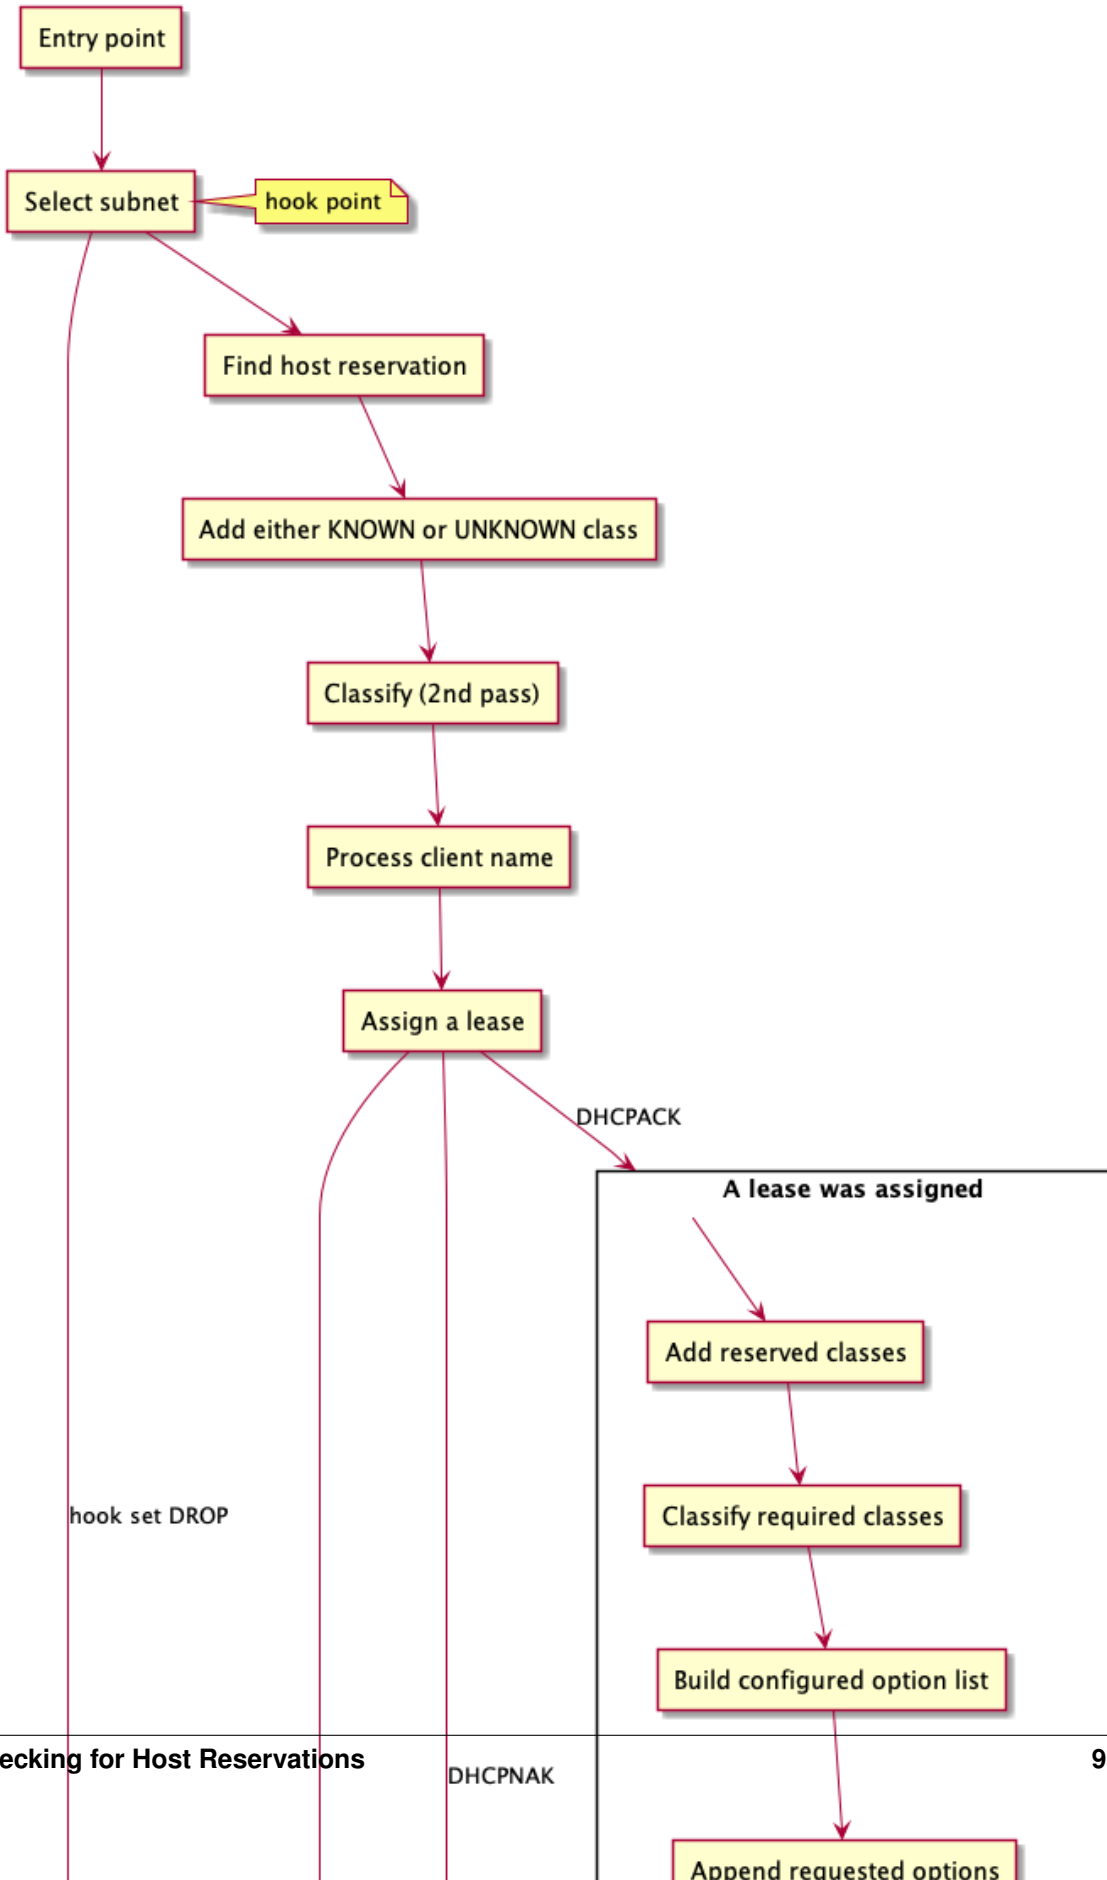 Entry point
Select subnet
hook point
Find host reservation
Add either KNOWN or UNKNOWN class
Classify (2nd pass)
Process client name
Assign a lease
DHCPACK
A lease was assigned
Add reserved classes
Classify required classes
hook set DROP
Build configured option list
ecking for Host Reservations
9
DHCPNAK
Append requested options